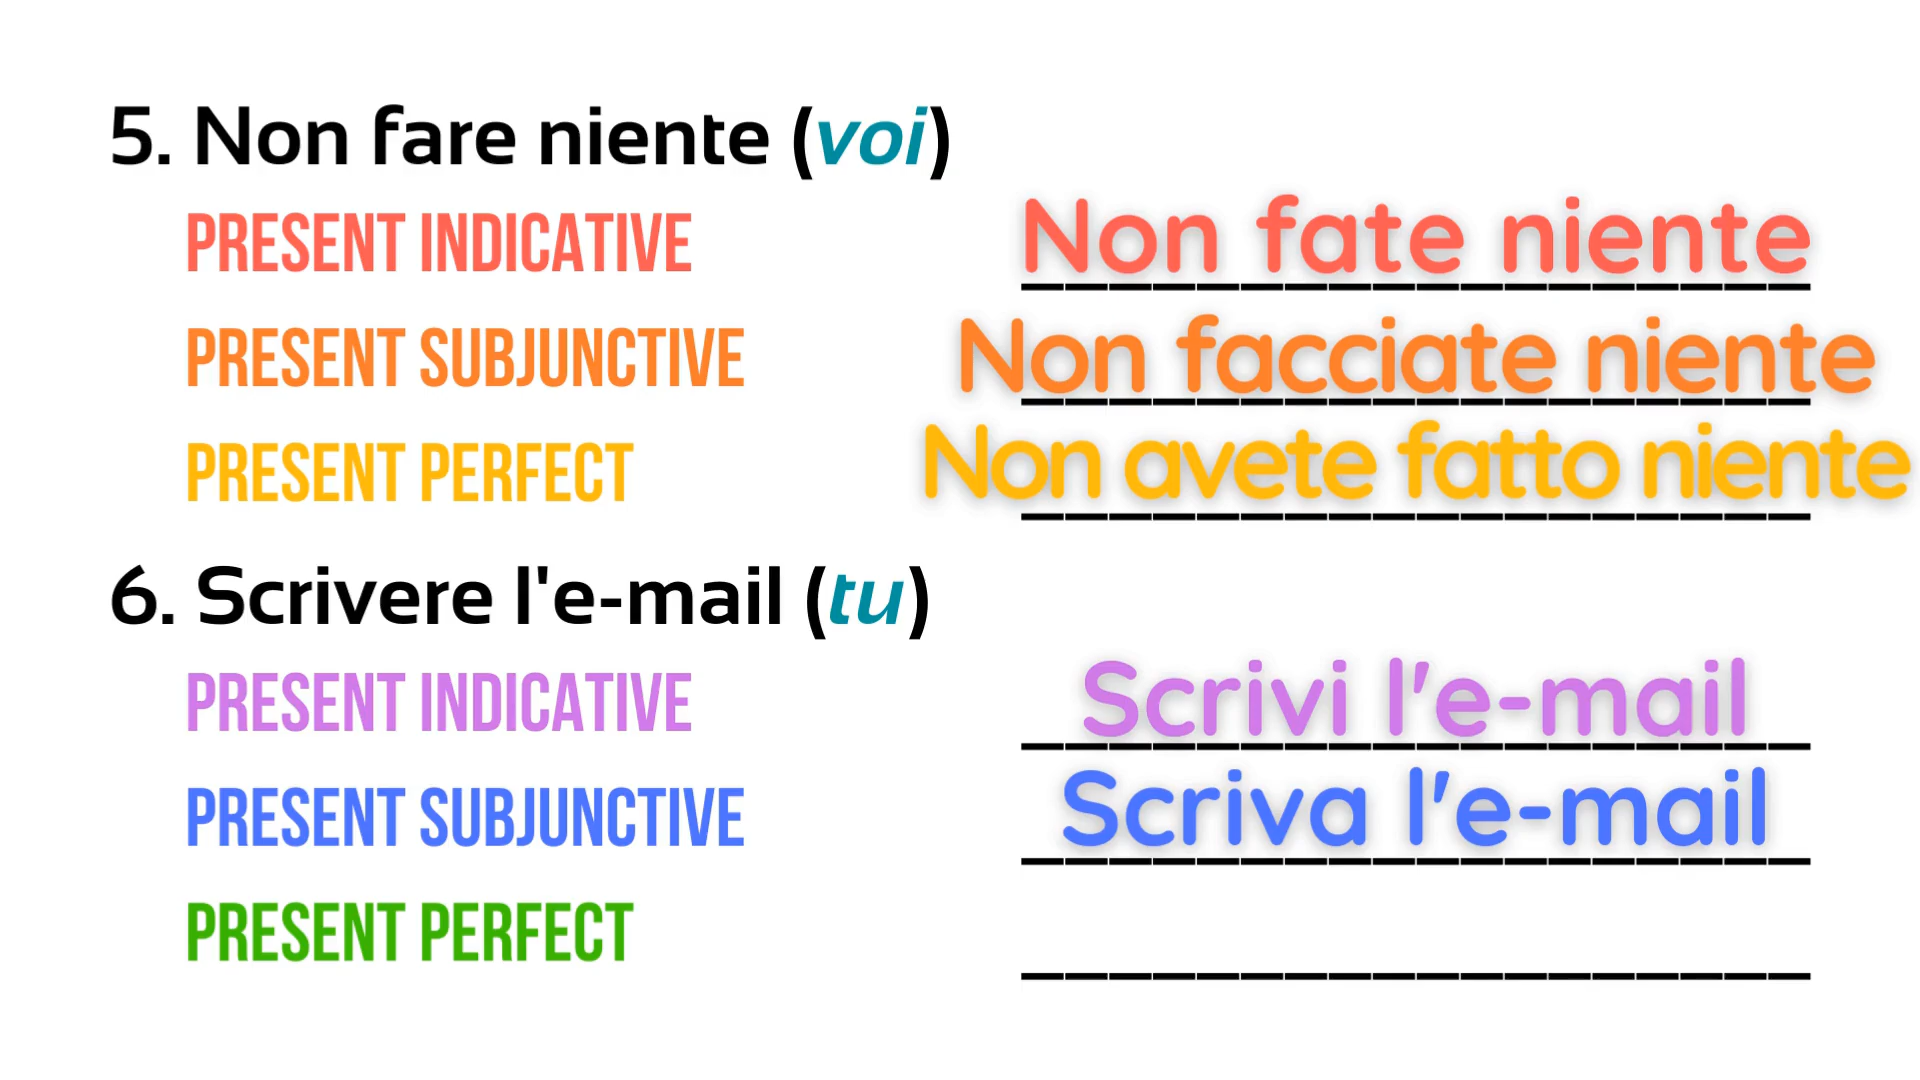 5. Non fare niente (voi)
PRESENT INDICATIVE Non fate niente
PRESENT SUBJUNCTIVE Non facciate niente
PRESENT PERFECT Non avete fatto niente
6. Scrivere l'e-mail (tu)
PRESENT INDICATIVE Scrivi l'e-mail
PRESENT SUBJUNCTIVE Scriva l'e-mail
PRESENT PERFECT